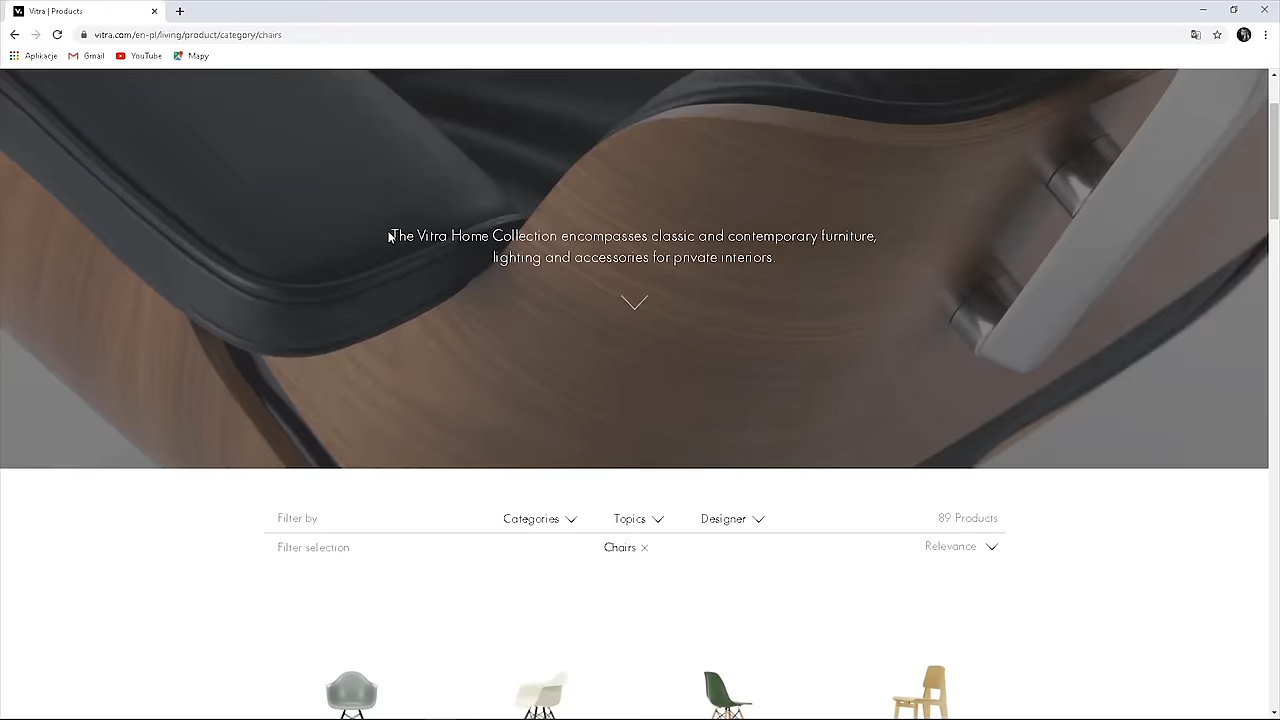 Vitra | Products
vitra.com/en-pl/living/product/category/chairs
Aplikacje Gmail YouTube Mapy
The Vitra Home Collection encompasses classic and contemporary furniture,
lighting and accessories for private interiors.
Filter by Categories Topics Designer 89 Products
Filter selection Chairs Relevance